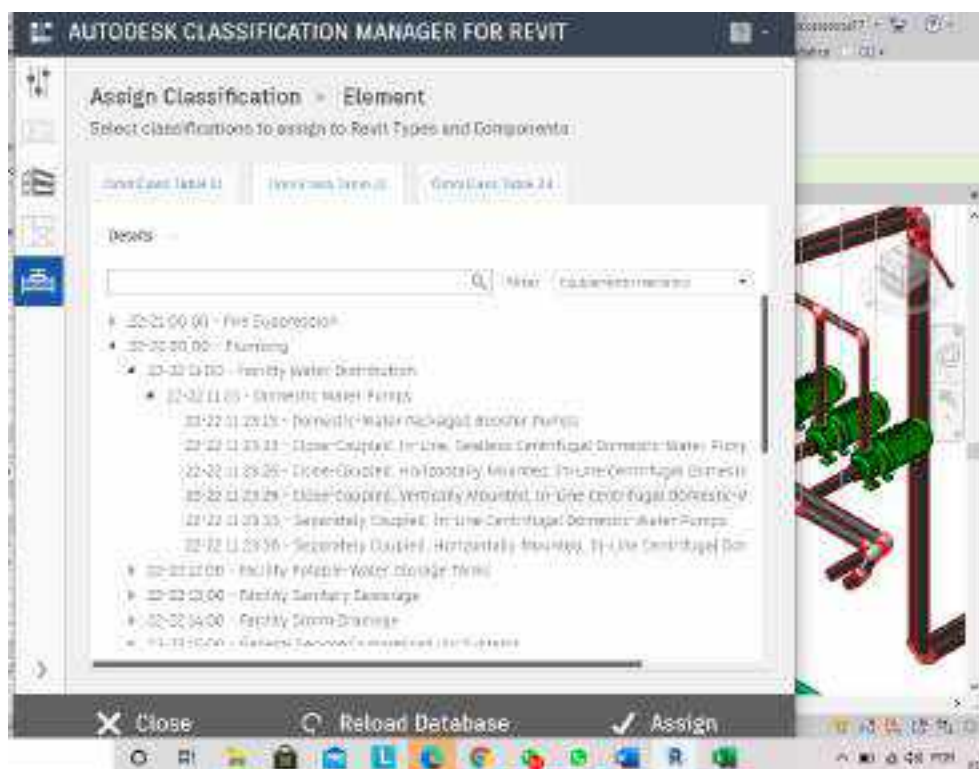 AUTODESK CLASSIFICATION MANAGER FOR REVIT
Assign Classification > Element
Select classifications to assign to Revit Types and Components
OmniClass Table 21
OmniClass Table 23
Details
Filter
22-21 00 00 - Fire Suppression
22-22 00 00 - Plumbing
22-22 11 00 - Facility Water Distribution
22-22 11 23 - Domestic Water Pumps
22-22 11 23 13 - Domestic-Water Packaged Booster Pumps
22-22 11 23 23 - Close-Coupled, In-Line, Sealless Centrifugal Domestic-Water Pump
22-22 11 23 26 - Close-Coupled, Horizontally Mounted, In-Line Centrifugal Domestic
22-22 11 23 29 - Close-Coupled, Vertically Mounted, In-Line Centrifugal Domestic-W
22-22 11 23 33 - Separately Coupled, In-Line Centrifugal Domestic-Water Pumps
22-22 11 23 36 - Separately Coupled, Horizontally Mounted, In-Line Centrifugal Dom
22-22 12 00 - Facility Potable-Water Storage Tanks
22-22 13 00 - Facility Sanitary Sewerage
22-22 14 00 - Facility Storm Drainage
Close
Reload Database
Assign